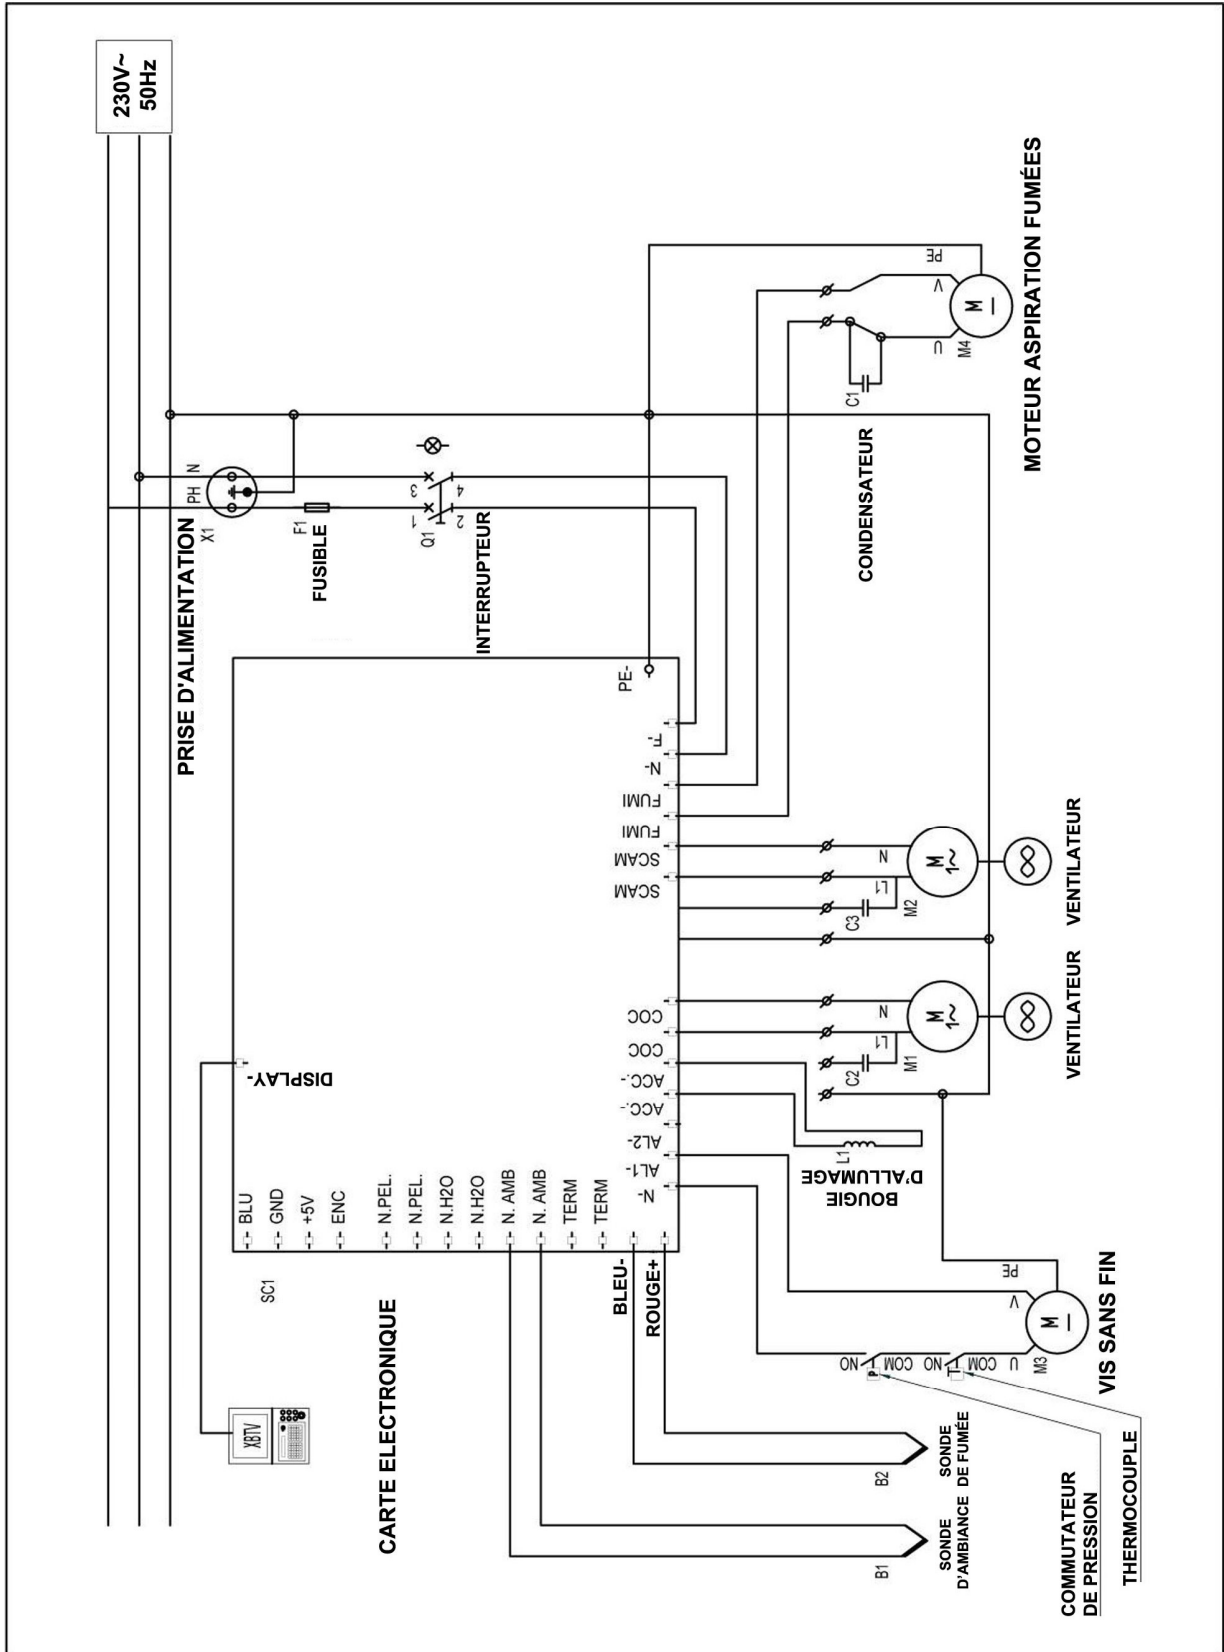 230V~
50Hz
PRISE D'ALIMENTATION
X1
PH
N
F1
FUSIBLE
Q1
1
2
3
4
INTERRUPTEUR
CARTE ELECTRONIQUE
SC1
XBTV
DISPLAY-
BLU
GND
+5V
ENC
N.PEL.
N.PEL.
N.H2O
N.H2O
N. AMB
N. AMB
TERM
TERM
BLEU-
ROUGE+
PE-
F-
N-
FUMI
FUMI
SCAM
SCAM
COC
COC
ACC.-
ACC.-
AL2-
AL1-
N-
PE
V
U
M
M4
MOTEUR ASPIRATION FUMÉES
C1
CONDENSATEUR
N
L1
C3
M2
M
1~
VENTILATEUR
N
L1
C2
M1
M
1~
VENTILATEUR
L1
BOUGIE
D'ALLUMAGE
PE
V
U
M
M3
VIS SANS FIN
NO
COM
P
NO
COM
T
B2
SONDE
DE FUMÉE
B1
SONDE
D'AMBIANCE
COMMUTATEUR
DE PRESSION
THERMOCOUPLE